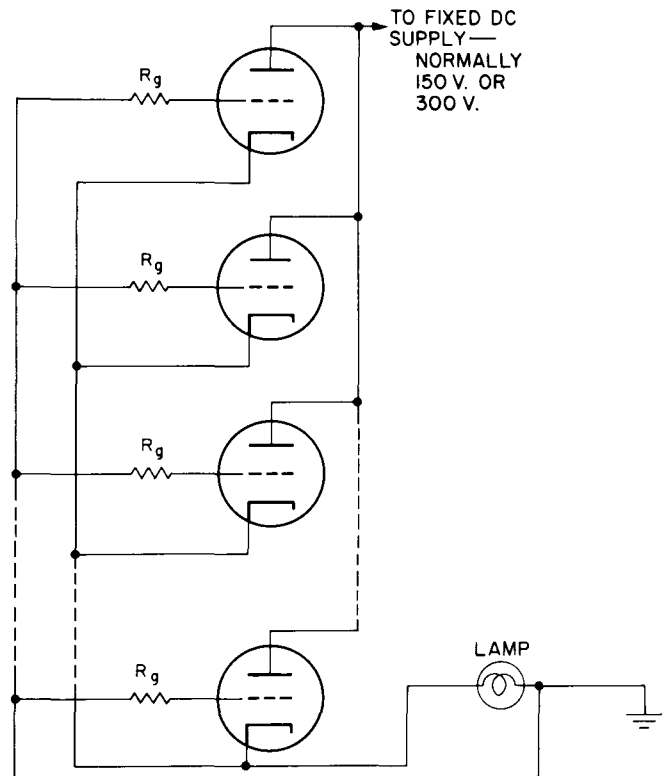 TO FIXED DC
SUPPLY—
NORMALLY
150 V. OR
300 V.
Rg
Rg
Rg
Rg
LAMP